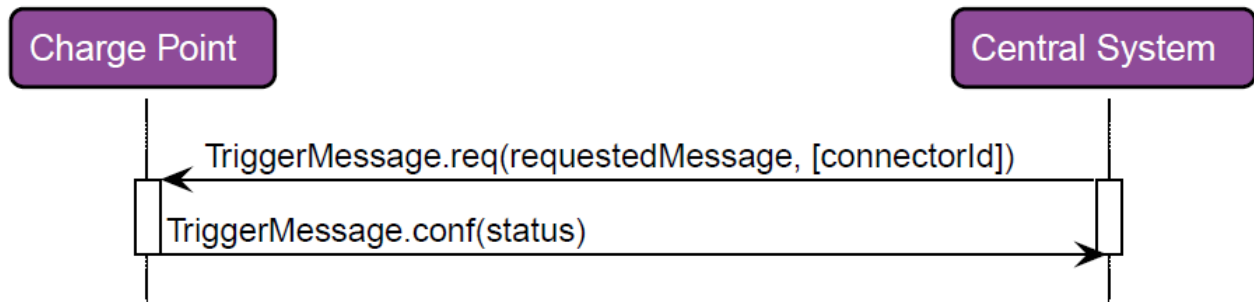 Charge Point
Central System
TriggerMessage.req(requestedMessage, [connectorId])
TriggerMessage.conf(status)